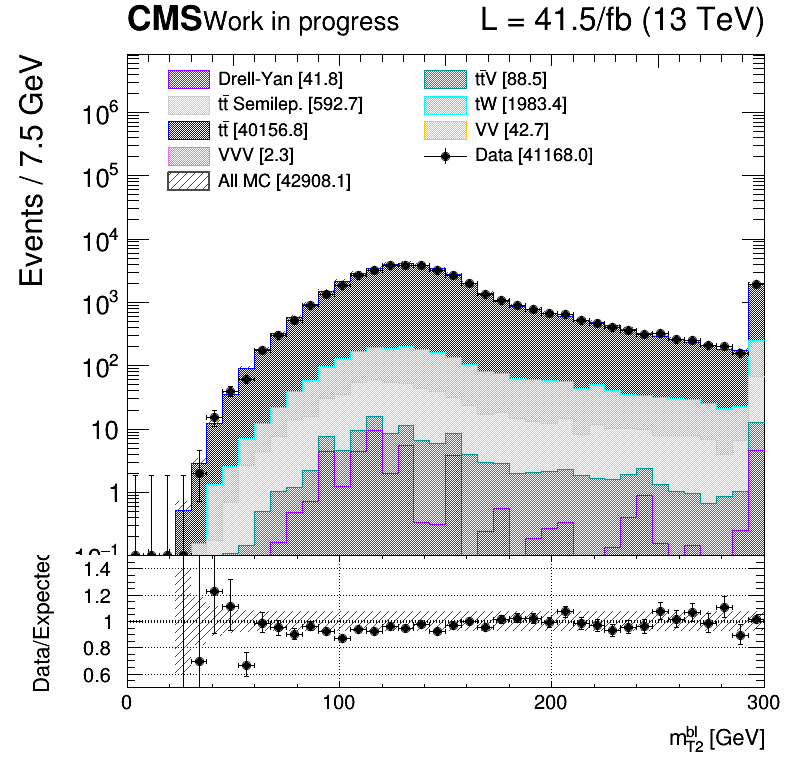 CMS Work in progress L = 41.5/fb (13 TeV)
Events / 7.5 GeV
Drell-Yan [41.8]
tt̄ Semilep. [592.7]
tt̄ [40156.8]
VVV [2.3]
All MC [42908.1]
tt̄V [88.5]
tW [1983.4]
VV [42.7]
Data [41168.0]
10⁶
10⁵
10⁴
10³
10²
10
1
10⁻¹
Data/Expected
1.4
1.2
1
0.8
0.6
0 100 200 300
m_{T2}^{bl} [GeV]